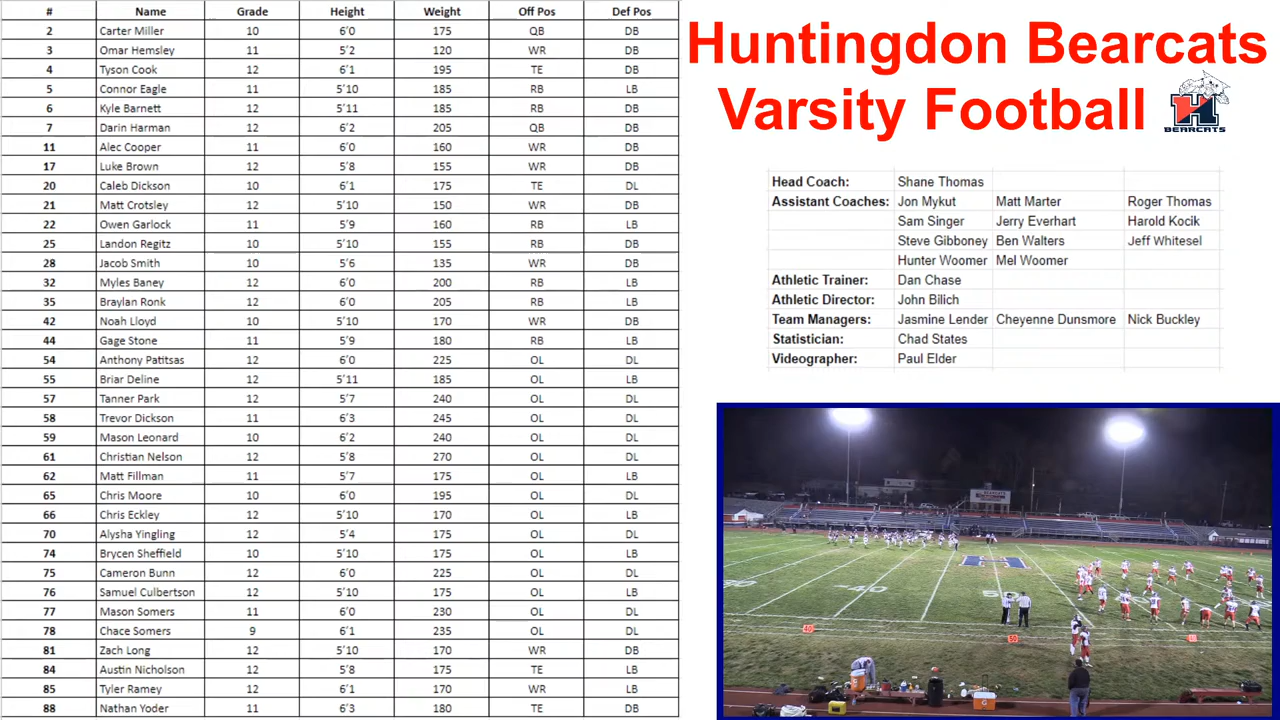 # Name Grade Height Weight Off Pos Def Pos
2 Carter Miller 10 6'0 175 QB DB
3 Omar Hemsley 11 5'2 120 WR DB
4 Tyson Cook 12 6'1 195 TE DB
5 Connor Eagle 11 5'10 185 RB LB
6 Kyle Barnett 12 5'11 185 RB DB
7 Darin Harman 12 6'2 205 QB DB
11 Alec Cooper 11 6'0 160 WR DB
17 Luke Brown 12 5'8 155 WR DB
20 Caleb Dickson 10 6'1 175 TE DL
21 Matt Crotsley 12 5'10 150 WR DB
22 Owen Garlock 11 5'9 160 RB LB
25 Landon Regitz 10 5'10 155 RB DB
28 Jacob Smith 10 5'6 135 WR DB
32 Myles Baney 12 6'0 200 RB LB
35 Braylan Ronk 12 6'0 205 RB LB
42 Noah Lloyd 10 5'10 170 WR DB
44 Gage Stone 11 5'9 180 RB LB
54 Anthony Patitsas 12 6'0 225 OL DL
55 Briar Deline 12 5'11 185 OL LB
57 Tanner Park 12 5'7 240 OL DL
58 Trevor Dickson 11 6'3 245 OL DL
59 Mason Leonard 10 6'2 240 OL DL
61 Christian Nelson 12 5'8 270 OL DL
62 Matt Fillman 11 5'7 175 OL LB
65 Chris Moore 10 6'0 195 OL DL
66 Chris Eckley 12 5'10 170 OL LB
70 Alysha Yingling 12 5'4 175 OL DL
74 Brycen Sheffield 10 5'10 175 OL LB
75 Cameron Bunn 12 6'0 225 OL DL
76 Samuel Culbertson 12 5'10 175 OL LB
77 Mason Somers 11 6'0 230 OL DL
78 Chace Somers 9 6'1 235 OL DL
81 Zach Long 12 5'10 170 WR DB
84 Austin Nicholson 12 5'8 175 TE LB
85 Tyler Ramey 12 6'1 170 WR LB
88 Nathan Yoder 11 6'3 180 TE DB
Huntingdon Bearcats
Varsity Football
H
BEARCATS
Head Coach: Shane Thomas
Assistant Coaches: Jon Mykut Matt Marter Roger Thomas
Sam Singer Jerry Everhart Harold Kocik
Steve Gibboney Ben Walters Jeff Whitesel
Hunter Woomer Mel Woomer
Athletic Trainer: Dan Chase
Athletic Director: John Bilich
Team Managers: Jasmine Lender Cheyenne Dunsmore Nick Buckley
Statistician: Chad States
Videographer: Paul Elder
BEARCATS
H
40
40
50